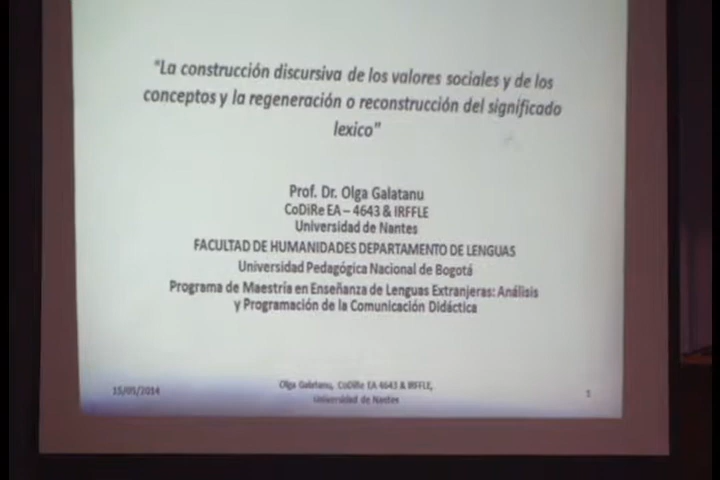 "La construcción discursiva de los valores sociales y de los
conceptos y la regeneración o reconstrucción del significado
lexico"
Prof. Dr. Olga Galatanu
CoDiRe EA – 4643 & IRFFLE
Universidad de Nantes
FACULTAD DE HUMANIDADES DEPARTAMENTO DE LENGUAS
Universidad Pedagógica Nacional de Bogotá
Programa de Maestría en Enseñanza de Lenguas Extranjeras: Análisis
y Programación de la Comunicación Didáctica
15/05/2014
Olga Galatanu, CoDiRe EA 4643 & IRFFLE,
Universidad de Nantes
1